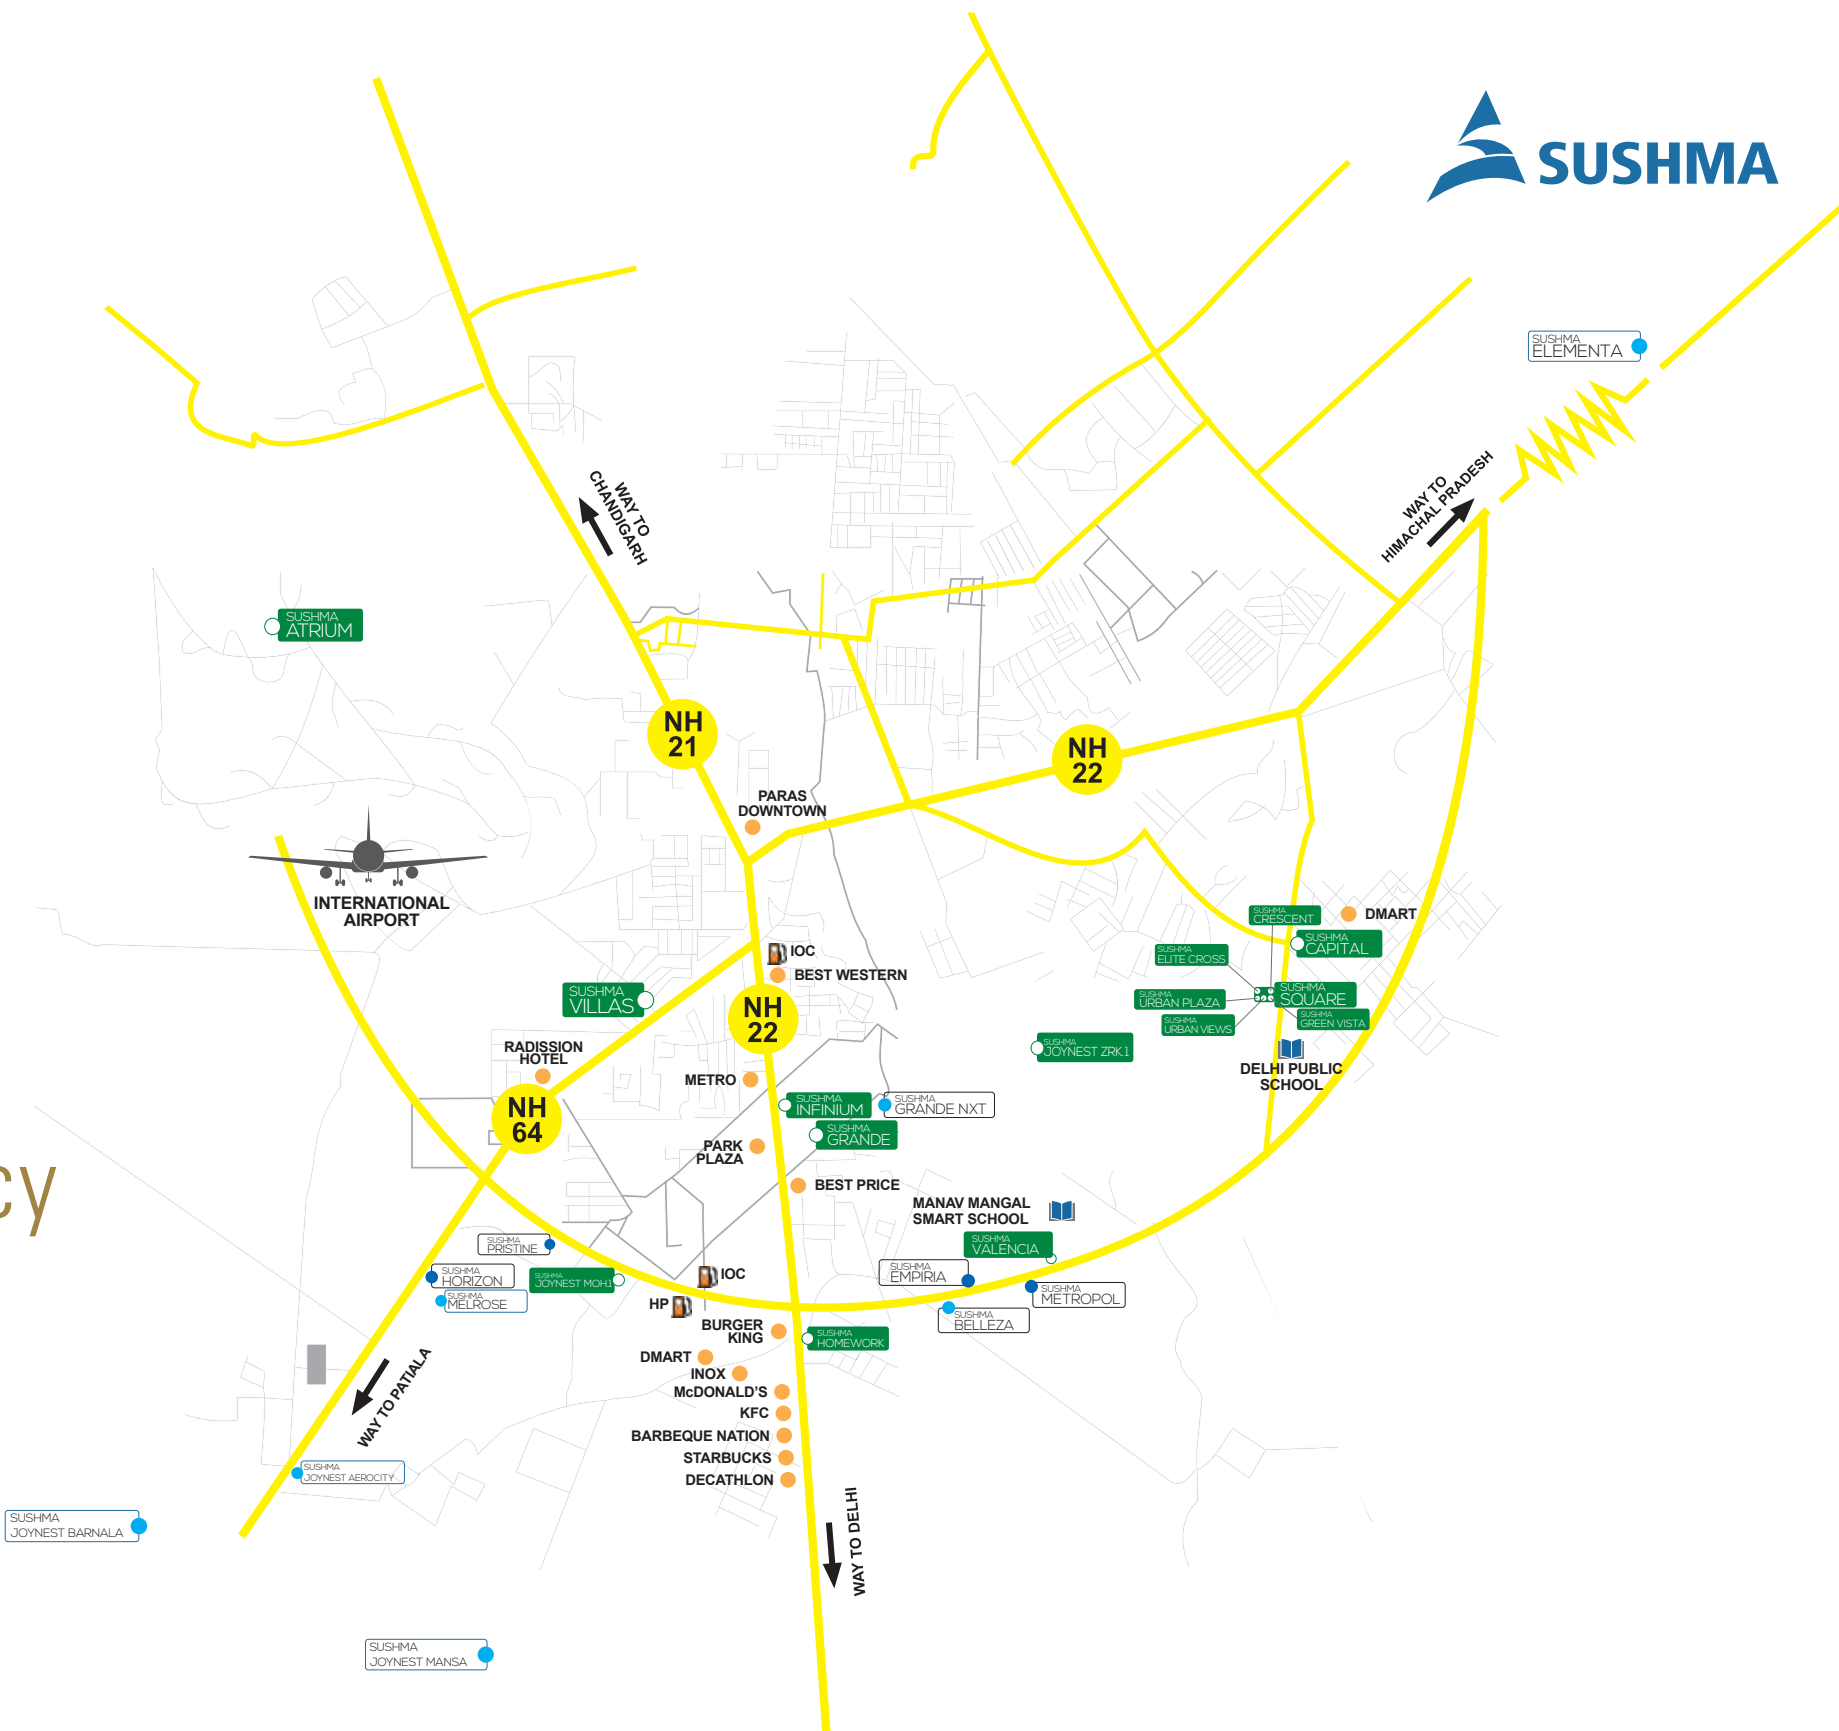 SUSHMA
SUSHMA
ELEMENTA
WAY TO
CHANDIGARH
WAY TO
HIMACHAL PRADESH
SUSHMA
ATRIUM
NH
21
NH
22
PARAS
DOWNTOWN
INTERNATIONAL
AIRPORT
SUSHMA
CRESCENT
DMART
SUSHMA
CAPITAL
SUSHMA
ELITE CROSS
IOC
BEST WESTERN
SUSHMA
VILLAS
SUSHMA
URBAN PLAZA
SUSHMA
SQUARE
SUSHMA
URBAN VIEWS
SUSHMA
GREEN VISTA
NH
22
RADISSION
HOTEL
SUSHMA
JOYNEST ZRK.1
DELHI PUBLIC
SCHOOL
METRO
SUSHMA
INFINIUM
SUSHMA
GRANDE NXT
NH
64
SUSHMA
GRANDE
PARK
PLAZA
cy
BEST PRICE
MANAV MANGAL
SMART SCHOOL
SUSHMA
PRISTINE
SUSHMA
VALENCIA
SUSHMA
HORIZON
SUSHMA
JOYNEST MOH.1
IOC
SUSHMA
EMPIRIA
SUSHMA
METROPOL
SUSHMA
MELROSE
HP
SUSHMA
BELLEZA
BURGER
KING
SUSHMA
HOMEWORK
DMART
INOX
McDONALD'S
KFC
BARBEQUE NATION
STARBUCKS
DECATHLON
WAY TO PATIALA
SUSHMA
JOYNEST AEROCITY
WAY TO DELHI
SUSHMA
JOYNEST BARNALA
SUSHMA
JOYNEST MANSA